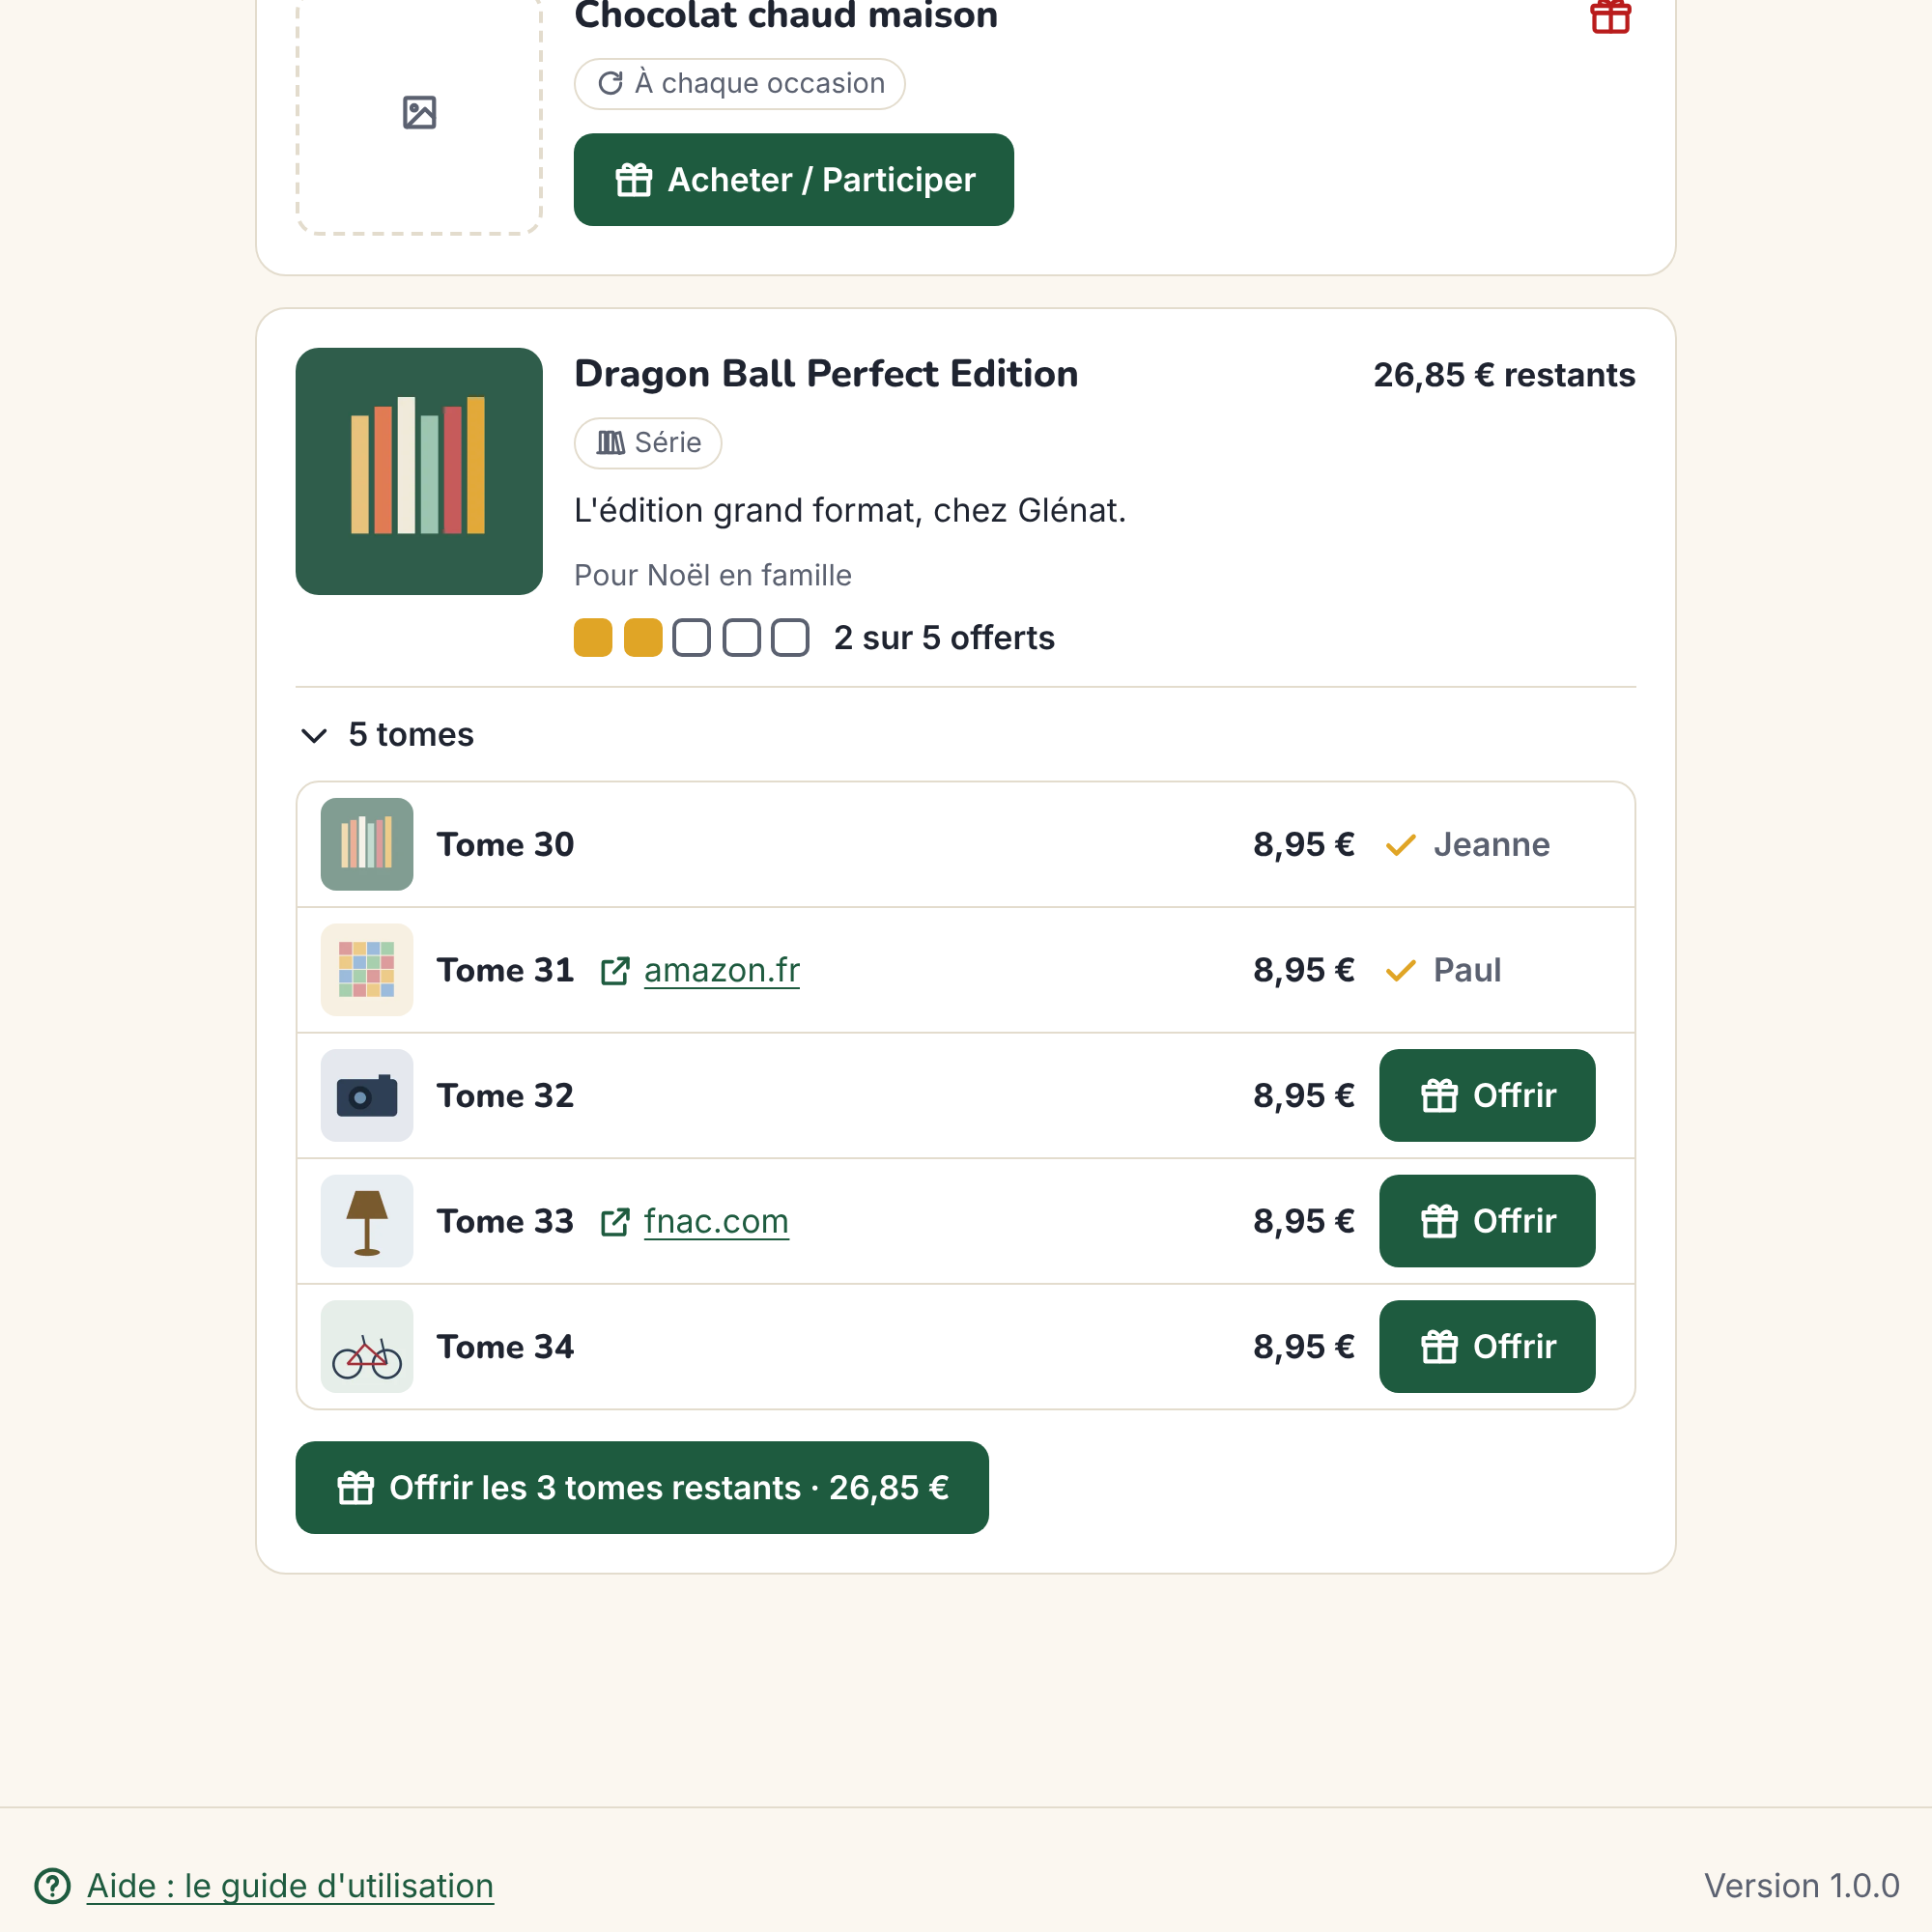 Chocolat chaud maison
À chaque occasion
Acheter / Participer
Dragon Ball Perfect Edition
26,85 € restants
Série
L'édition grand format, chez Glénat.
Pour Noël en famille
2 sur 5 offerts
5 tomes
Tome 30 8,95 € Jeanne
Tome 31 amazon.fr 8,95 € Paul
Tome 32 8,95 € Offrir
Tome 33 fnac.com 8,95 € Offrir
Tome 34 8,95 € Offrir
Offrir les 3 tomes restants · 26,85 €
Aide : le guide d'utilisation
Version 1.0.0